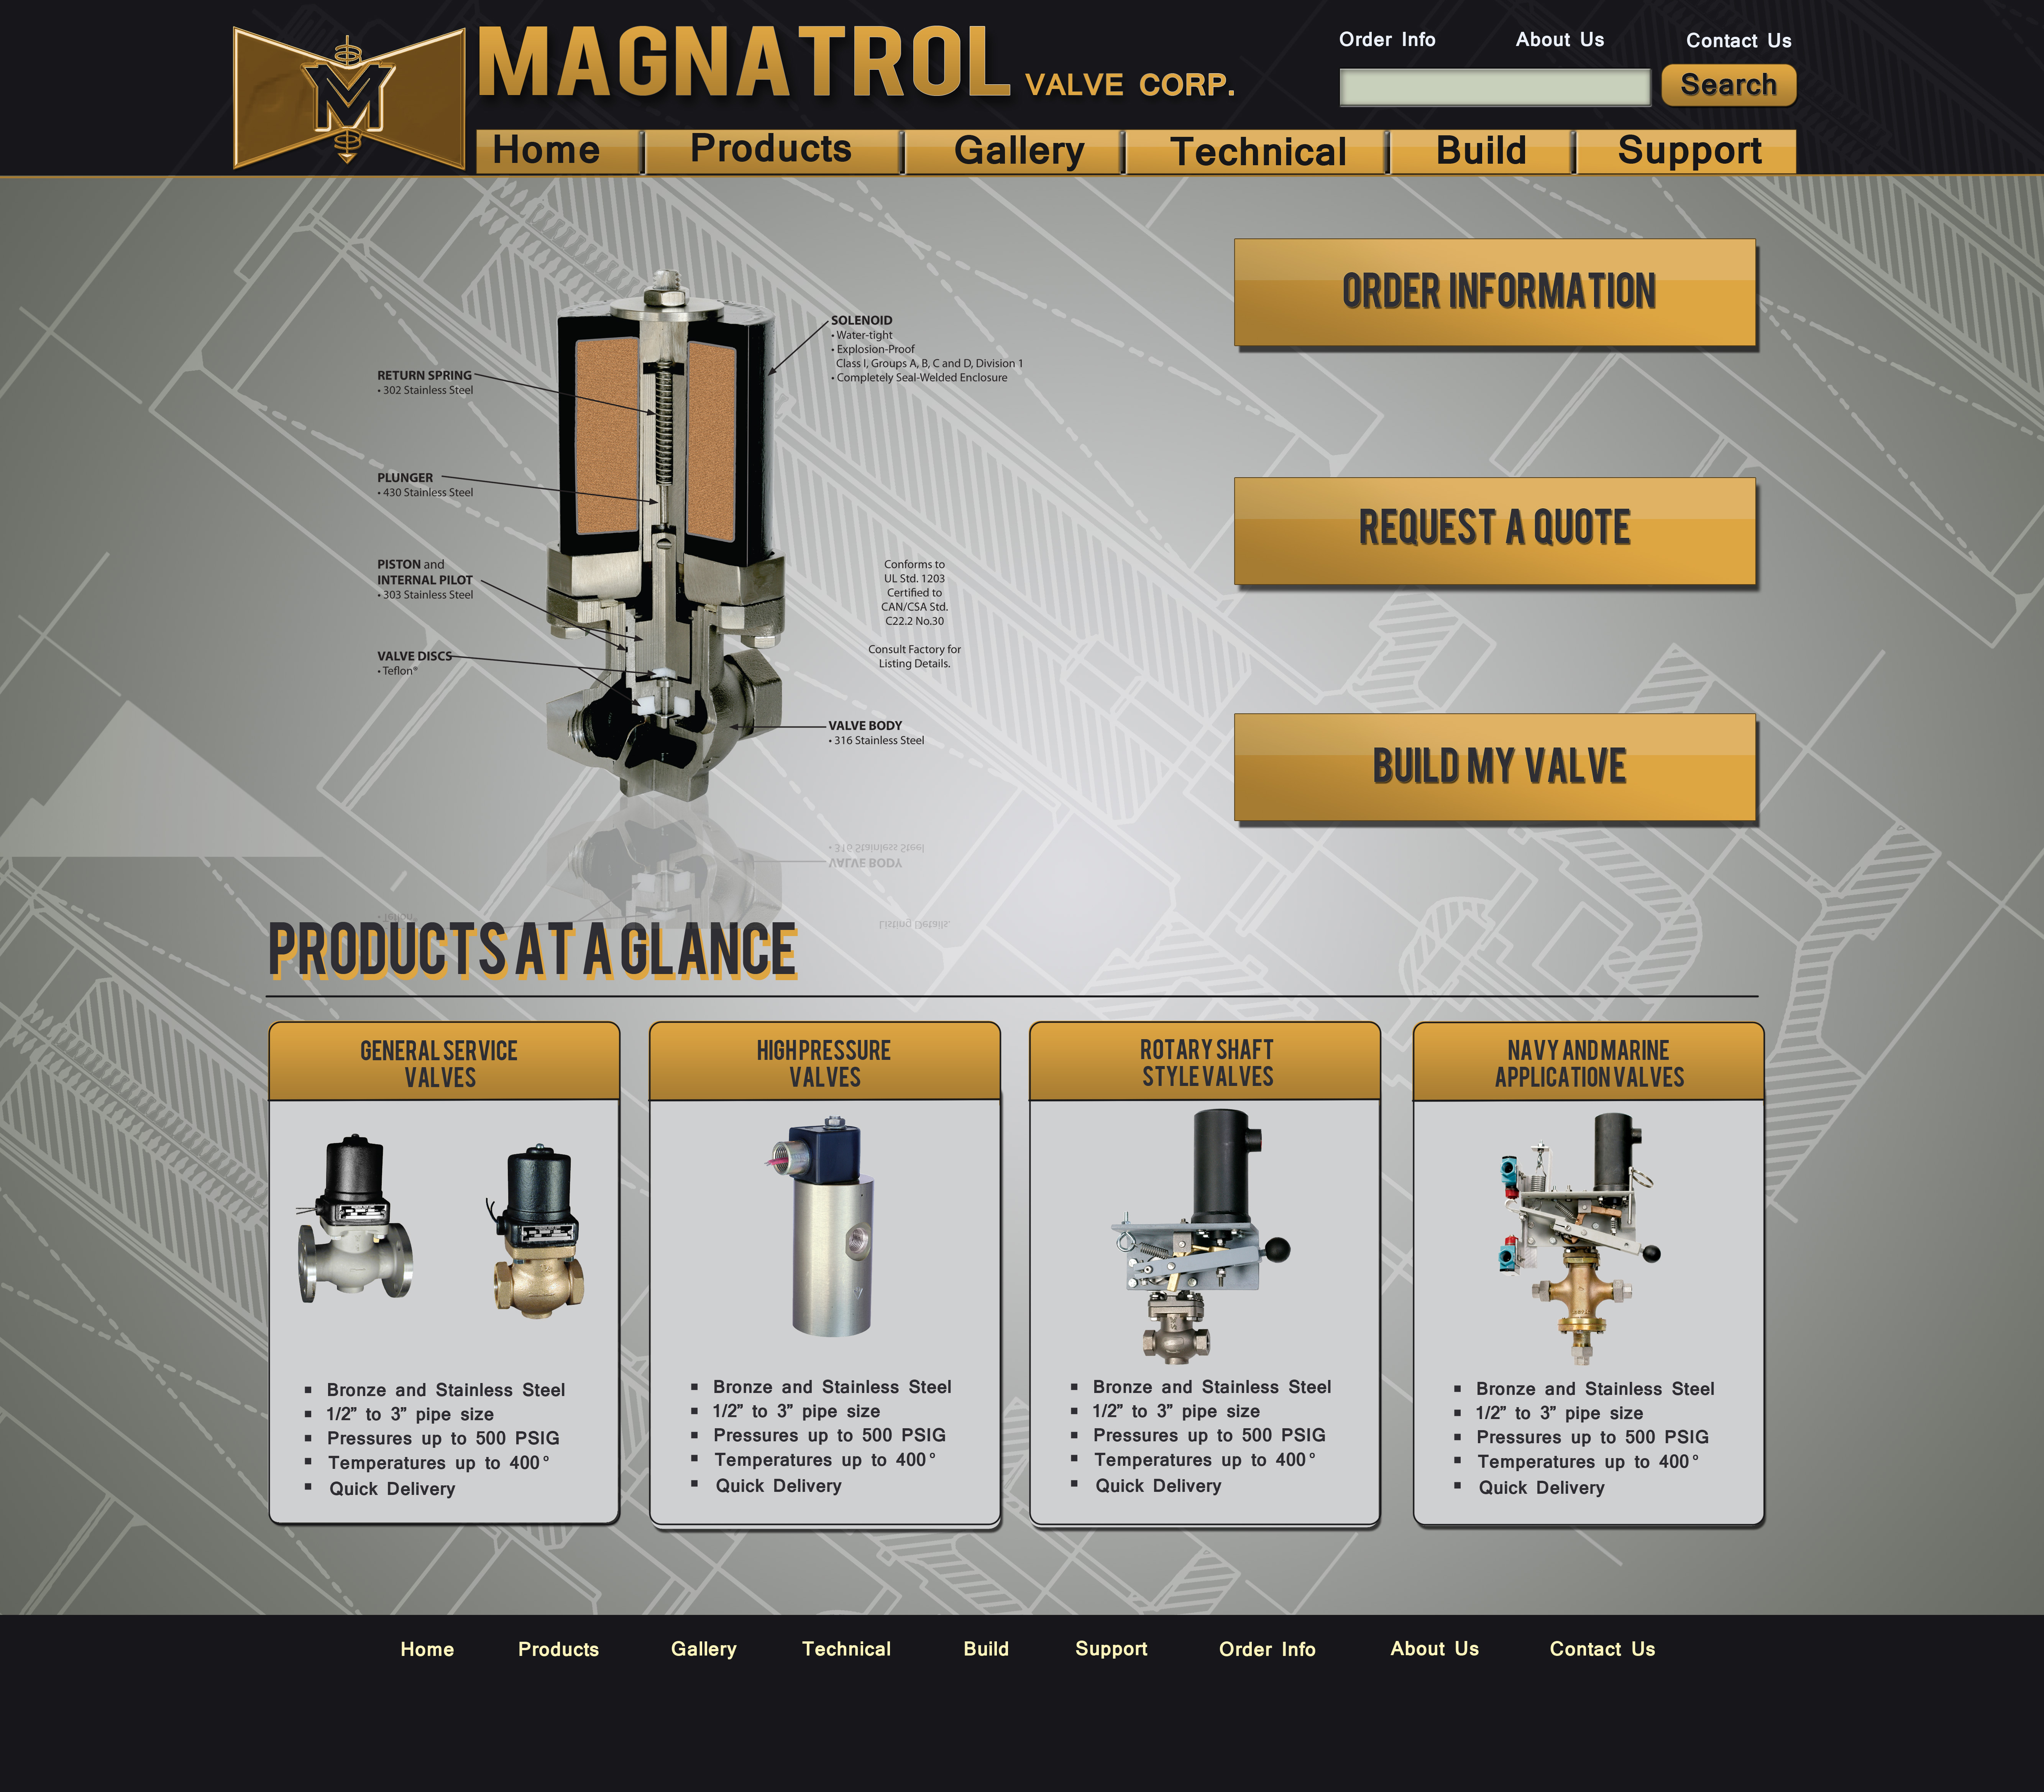 M
MAGNATROL VALVE CORP.
Order Info
About Us
Contact Us
Search
Home
Products
Gallery
Technical
Build
Support
SOLENOID
• Water-tight
• Explosion-Proof
Class I, Groups A, B, C and D, Division 1
• Completely Seal-Welded Enclosure
RETURN SPRING
• 302 Stainless Steel
PLUNGER
• 430 Stainless Steel
PISTON and
INTERNAL PILOT
• 303 Stainless Steel
VALVE DISCS
• Teflon®
Conforms to
UL Std. 1203
Certified to
CAN/CSA Std.
C22.2 No.30
Consult Factory for
Listing Details.
VALVE BODY
• 316 Stainless Steel
ORDER INFORMATION
REQUEST A QUOTE
BUILD MY VALVE
• 316 Stainless Steel
VALVE BODY
• Teflon®
Listing Details.
PRODUCTS AT A GLANCE
GENERAL SERVICE
VALVES
▪ Bronze and Stainless Steel
▪ 1/2” to 3” pipe size
▪ Pressures up to 500 PSIG
▪ Temperatures up to 400°
▪ Quick Delivery
HIGH PRESSURE
VALVES
▪ Bronze and Stainless Steel
▪ 1/2” to 3” pipe size
▪ Pressures up to 500 PSIG
▪ Temperatures up to 400°
▪ Quick Delivery
ROTARY SHAFT
STYLE VALVES
▪ Bronze and Stainless Steel
▪ 1/2” to 3” pipe size
▪ Pressures up to 500 PSIG
▪ Temperatures up to 400°
▪ Quick Delivery
NAVY AND MARINE
APPLICATION VALVES
▪ Bronze and Stainless Steel
▪ 1/2” to 3” pipe size
▪ Pressures up to 500 PSIG
▪ Temperatures up to 400°
▪ Quick Delivery
Home
Products
Gallery
Technical
Build
Support
Order Info
About Us
Contact Us